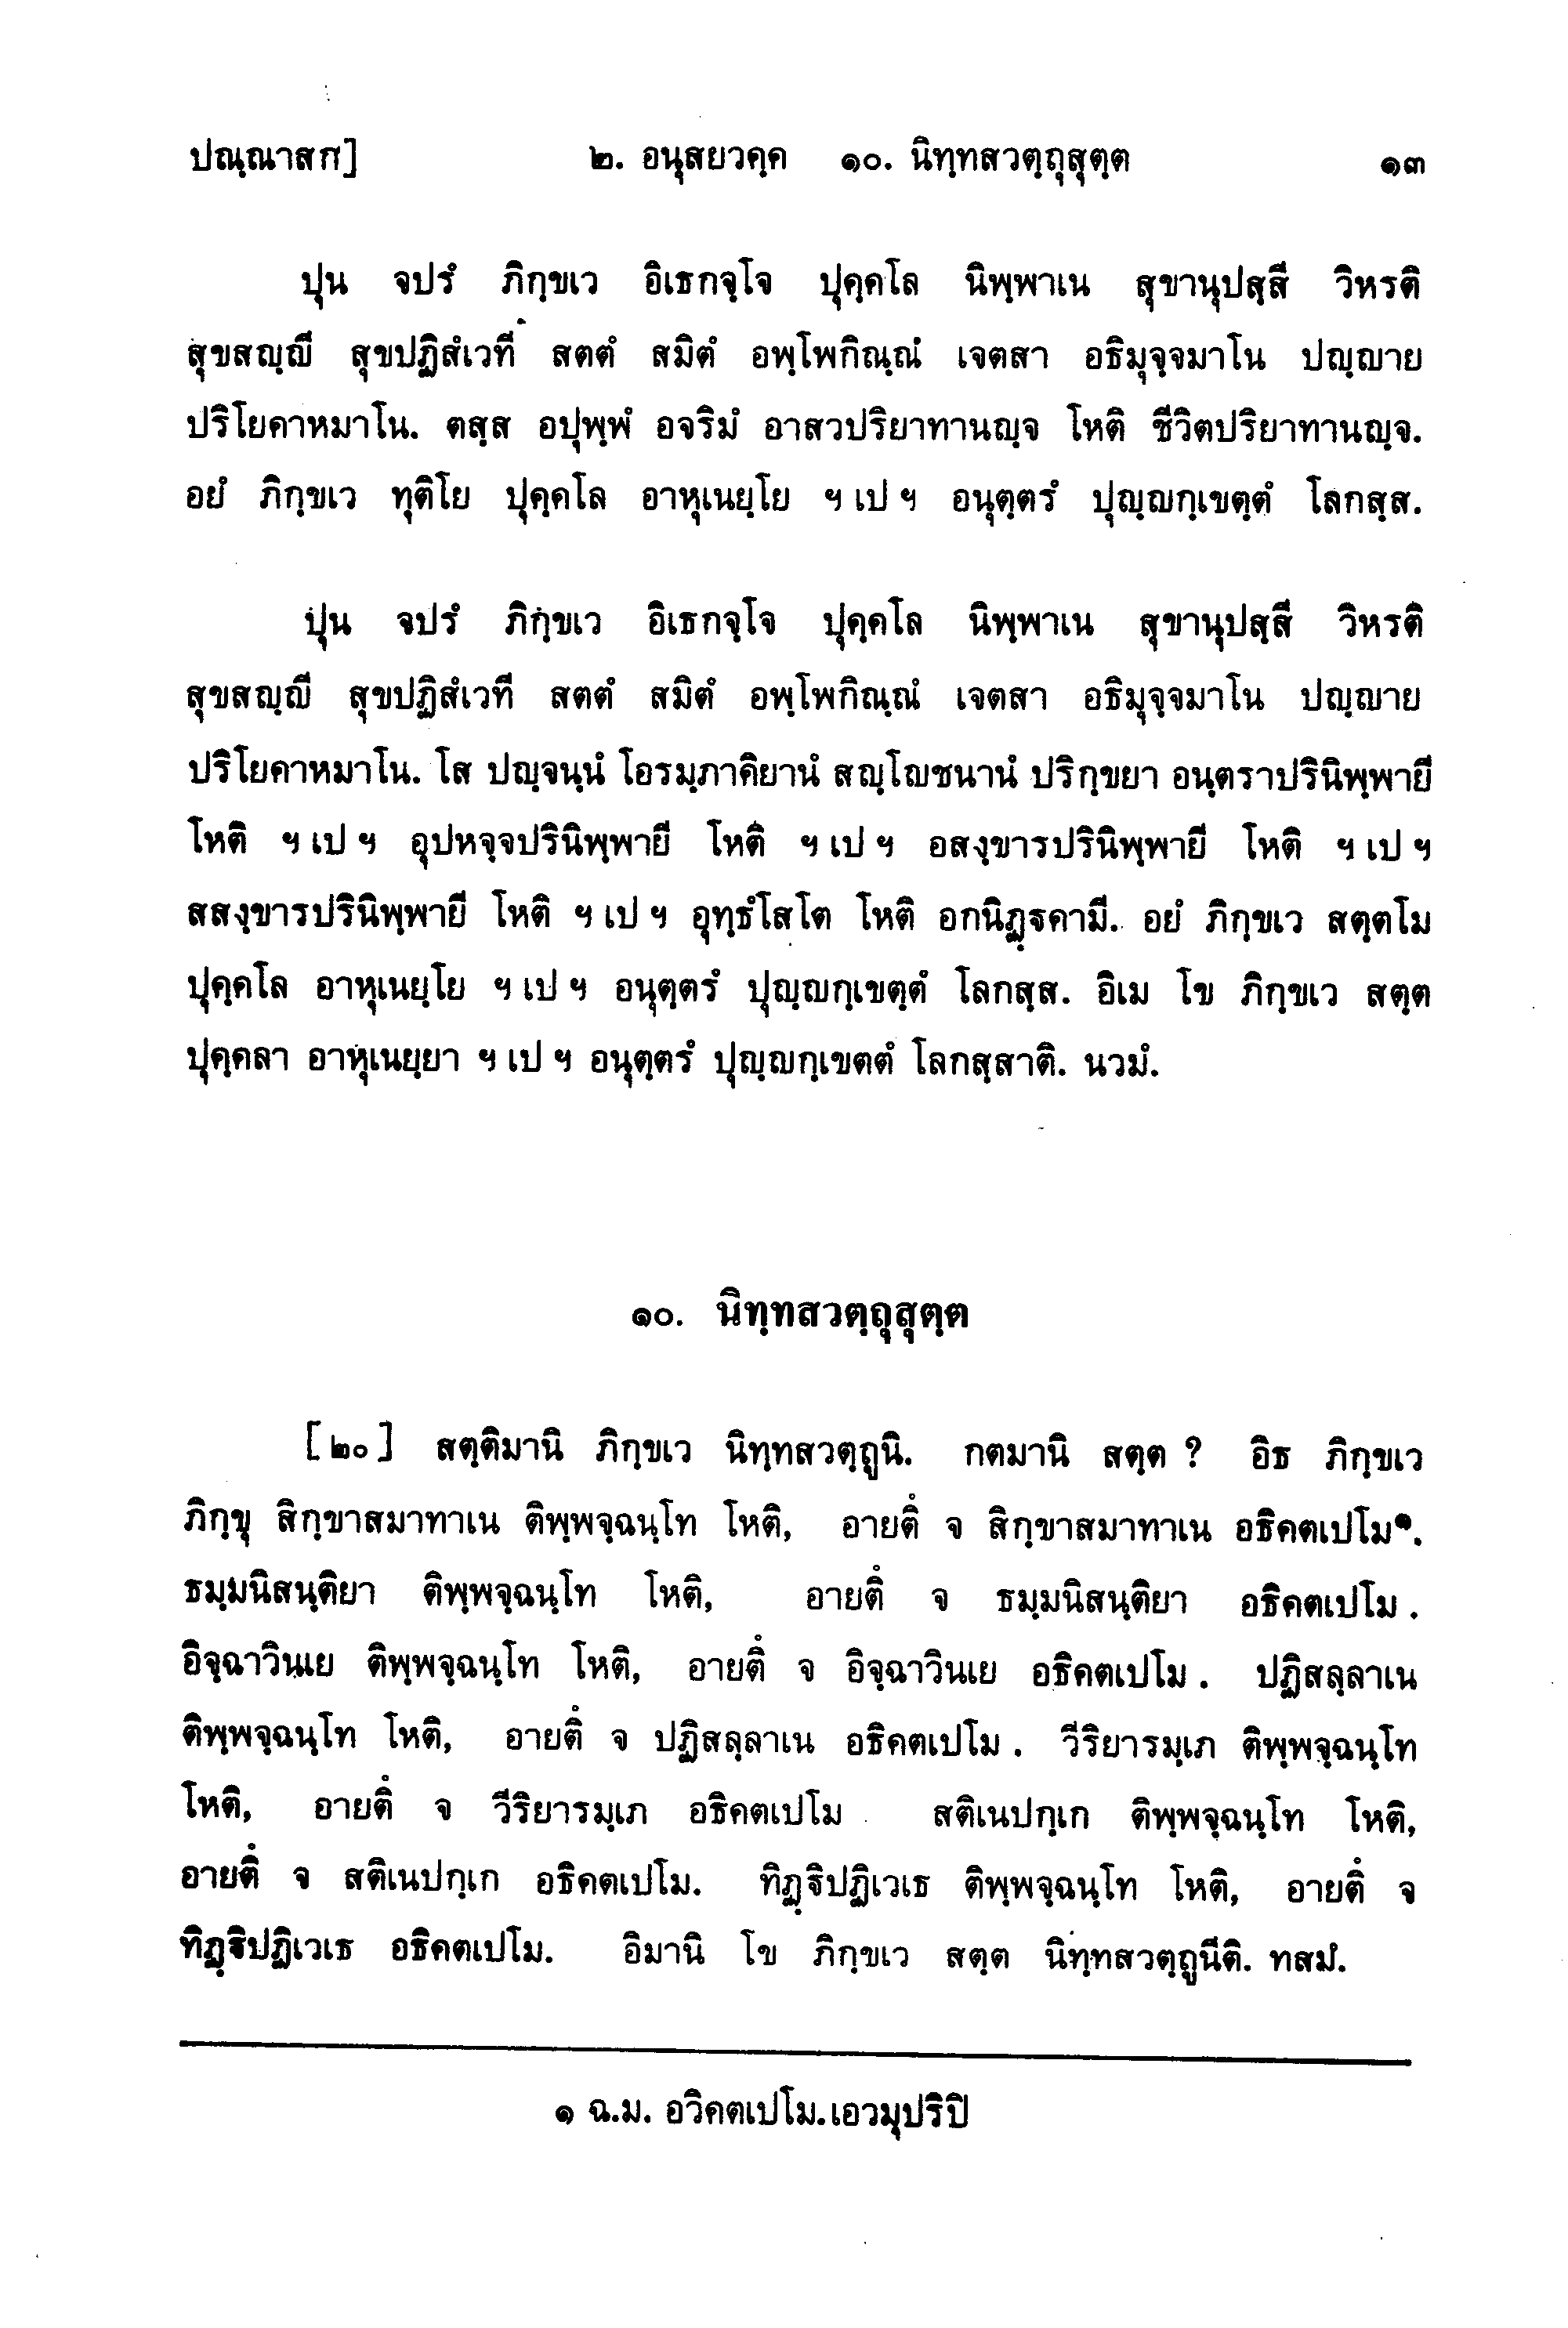 ปณฺณาสก] ๒. อนุสยวคฺค ๑๐. นิทฺทสวตฺถุสุตฺต ๑๓
ปุน จปรํ ภิกฺขเว อิเธกจฺโจ ปุคฺคโล นิพฺพาเน สุขานุปสฺสี วิหรติ
สุขสญฺญี สุขปฏิสํเวที สตตํ สมิตํ อพฺโพกิณฺณํ เจตสา อธิมุจฺจมาโน ปญฺญาย
ปริโยคาหมาโน. ตสฺส อปุพฺพํ อจริมํ อาสวปริยาทานญฺจ โหติ ชีวิตปริยาทานญฺจ.
อยํ ภิกฺขเว ทุติโย ปุคฺคโล อาหุเนยฺโย ฯ เป ฯ อนุตฺตรํ ปุญฺญกฺเขตฺตํ โลกสฺส.
ปุน จปรํ ภิกฺขเว อิเธกจฺโจ ปุคฺคโล นิพฺพาเน สุขานุปสฺสี วิหรติ
สุขสญฺญี สุขปฏิสํเวที สตตํ สมิตํ อพฺโพกิณฺณํ เจตสา อธิมุจฺจมาโน ปญฺญาย
ปริโยคาหมาโน. โส ปญฺจนฺนํ โอรมฺภาคิยานํ สญฺโญชนานํ ปริกฺขยา อนฺตราปรินิพฺพายี
โหติ ฯ เป ฯ อุปหจฺจปรินิพฺพายี โหติ ฯ เป ฯ อสงฺขารปรินิพฺพายี โหติ ฯ เป ฯ
สสงฺขารปรินิพฺพายี โหติ ฯ เป ฯ อุทฺธํโสโต โหติ อกนิฏฺฐคามี. อยํ ภิกฺขเว สตฺตโม
ปุคฺคโล อาหุเนยฺโย ฯ เป ฯ อนุตฺตรํ ปุญฺญกฺเขตฺตํ โลกสฺส. อิเม โข ภิกฺขเว สตฺต
ปุคฺคลา อาหุเนยฺยา ฯ เป ฯ อนุตฺตรํ ปุญฺญกฺเขตตํ โลกสฺสาติ. นวมํ.
๑๐. นิทฺทสวตฺถุสุตฺต
[๒๐] สตฺติมานิ ภิกฺขเว นิทฺทสวตฺถูนิ. กตมานิ สตฺต ? อิธ ภิกฺขเว
ภิกฺขุ สิกฺขาสมาทาเน ติพฺพจฺฉนฺโท โหติ, อายตึ จ สิกฺขาสมาทาเน อธิคตเปโม๑.
ธมฺมนิสนฺติยา ติพฺพจฺฉนฺโท โหติ, อายตึ จ ธมฺมนิสนฺติยา อธิคตเปโม.
อิจฺฉาวินเย ติพฺพจฺฉนฺโท โหติ, อายตึ จ อิจฺฉาวินเย อธิคตเปโม. ปฏิสลฺลาเน
ติพฺพจฺฉนฺโท โหติ, อายตึ จ ปฏิสลฺลาเน อธิคตเปโม. วีริยารมฺเภ ติพฺพจฺฉนฺโท
โหติ, อายตึ จ วีริยารมฺเภ อธิคตเปโม สติเนปกฺเก ติพฺพจฺฉนฺโท โหติ,
อายตึ จ สติเนปกฺเก อธิคตเปโม. ทิฏฺฐิปฏิเวเธ ติพฺพจฺฉนฺโท โหติ, อายตึ จ
ทิฏฺฐิปฏิเวเธ อธิคตเปโม. อิมานิ โข ภิกฺขเว สตฺต นิทฺทสวตฺถูนีติ. ทสมํ.
๑ ฉ.ม. อวิคตเปโม.เอวมุปริปิ